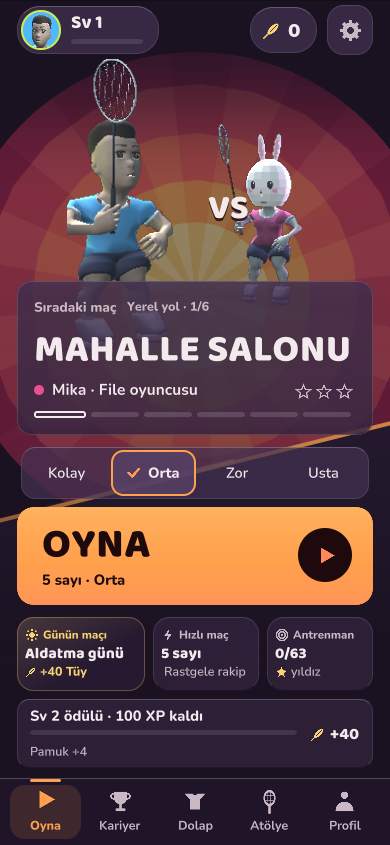 Sv 1
0
VS
Sıradaki maç Yerel yol · 1/6
MAHALLE SALONU
Mika · File oyuncusu
Kolay
Orta
Zor
Usta
OYNA
5 sayı · Orta
Günün maçı
Aldatma günü
+40 Tüy
Hızlı maç
5 sayı
Rastgele rakip
Antrenman
0/63
yıldız
Sv 2 ödülü · 100 XP kaldı
+40
Pamuk +4
Oyna
Kariyer
Dolap
Atölye
Profil